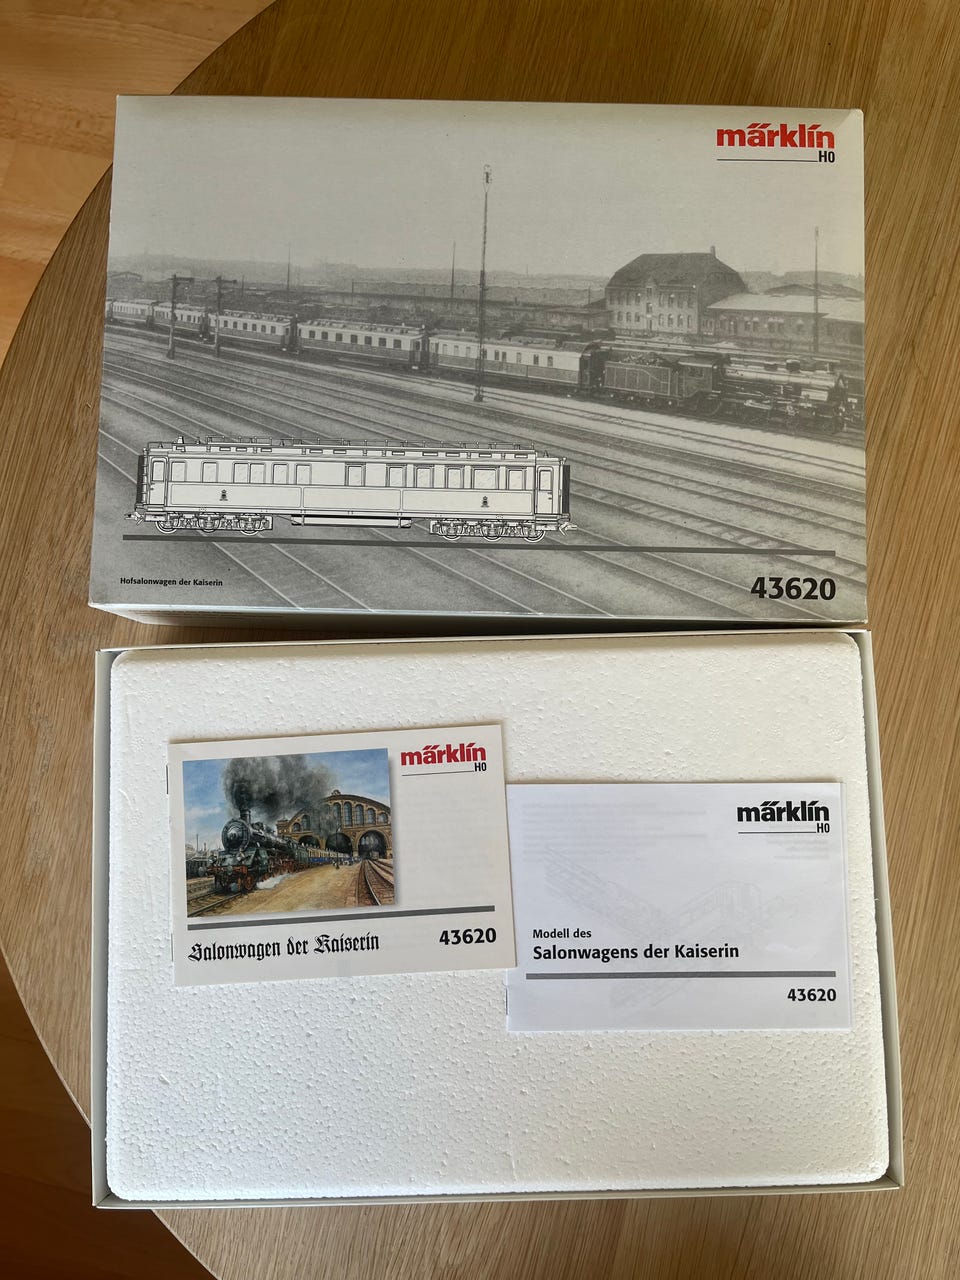 märklin
H0
Hofsalonwagen der Kaiserin
43620
märklin
H0
Salonwagen der Kaiserin
43620
märklin
H0
Modell des
Salonwagens der Kaiserin
43620